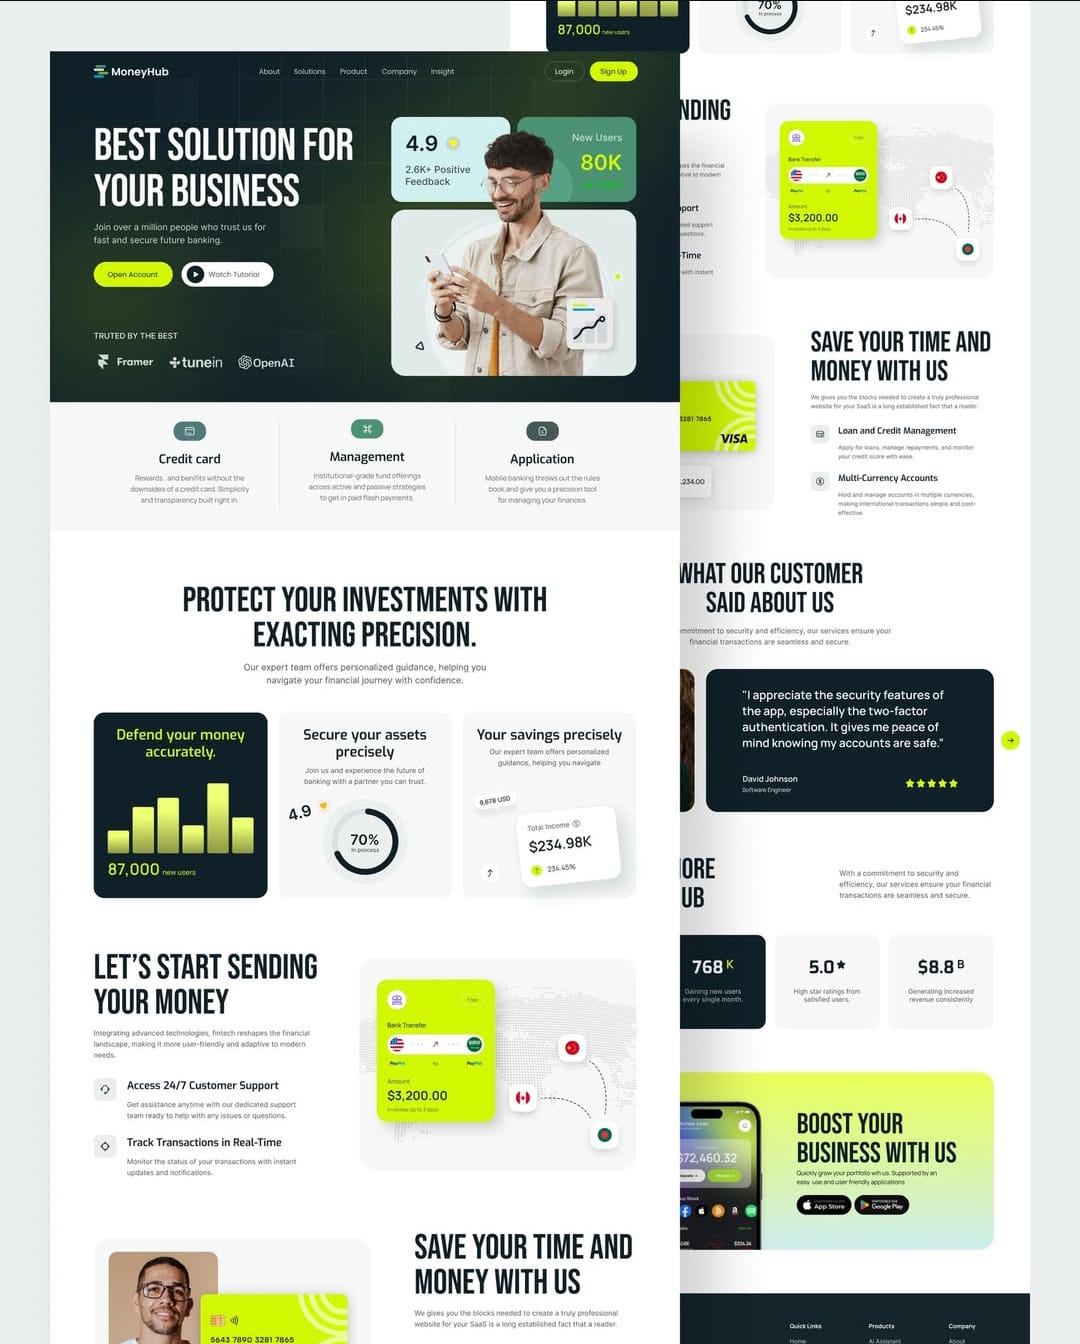 MoneyHub
About
Solutions
Product
Company
Insight
Login
Sign Up
BEST SOLUTION FOR
YOUR BUSINESS
Join over a million people who trust us for
fast and secure future banking.
Open Account
Watch Tutorial
TRUTED BY THE BEST
Framer
tunein
OpenAI
4.9
2.6K+ Positive
Feedback
New Users
80K
Credit card
Rewards , and benifits without the
downsides of a credit card. Simplicity
and transparency built right in.
Management
Institutional-grade fund offerings
across active and passive strategies
to get in paid flash payments
Application
Mobile banking throws out the rules
book and give you a precision tool
for managing your finances.
PROTECT YOUR INVESTMENTS WITH
EXACTING PRECISION.
Our expert team offers personalized guidance, helping you
navigate your financial journey with confidence.
Defend your money
accurately.
87,000 new users
Secure your assets
precisely
Join us and experience the future of
banking with a partner you can trust.
4.9
70%
In process
Your savings precisely
Our expert team offers personalized
guidance, helping you navigate
9,678 USD
Total Income
$234.98K
234.45%
LET'S START SENDING
YOUR MONEY
Integrating advanced technologies, fintech reshapes the financial
landscape, making it more user-friendly and adaptive to modern
needs.
Access 24/7 Customer Support
Get assistance anytime with our dedicated support
team ready to help with any issues or questions.
Track Transactions in Real-Time
Monitor the status of your transactions with instant
updates and notifications.
Free
Bank Transfer
PayPal
to
PayPal
Amount
$3,200.00
In review up to 3 days
5643 7890 3281 7865
SAVE YOUR TIME AND
MONEY WITH US
We gives you the blocks needed to create a truly professional
website for your SaaS is a long established fact that a reader.
87,000 new users
70%
In process
$234.98K
234.45%
NDING
pes the financial
tive to modern
pport
ted support
uestions.
-Time
with instant
Free
Bank Transfer
PayPal
to
PayPal
Amount
$3,200.00
In review up to 3 days
3281 7865
VISA
.234.00
SAVE YOUR TIME AND
MONEY WITH US
We gives you the blocks needed to create a truly professional
website for your SaaS is a long established fact that a reader.
Loan and Credit Management
Apply for loans, manage repayments, and monitor
your credit score with ease.
Multi-Currency Accounts
Hold and manage accounts in multiple currencies,
making international transactions simple and cost-
effective.
WHAT OUR CUSTOMER
SAID ABOUT US
mmitment to security and efficiency, our services ensure your
financial transactions are seamless and secure.
"I appreciate the security features of
the app, especially the two-factor
authentication. It gives me peace of
mind knowing my accounts are safe."
David Johnson
Software Engineer
ORE
UB
With a commitment to security and
efficiency, our services ensure your financial
transactions are seamless and secure.
768 K
Gaining new users
every single month.
5.0
High star ratings from
satisfied users.
$8.8 B
Generating increased
revenue consistently
$72,460.32
$324.24
BOOST YOUR
BUSINESS WITH US
Quickly grow your portfolio wih us. Supported by an
easy use and user friendly applications
App Store
Google Play
Quick Links
Home
Products
AI Assistant
Company
About